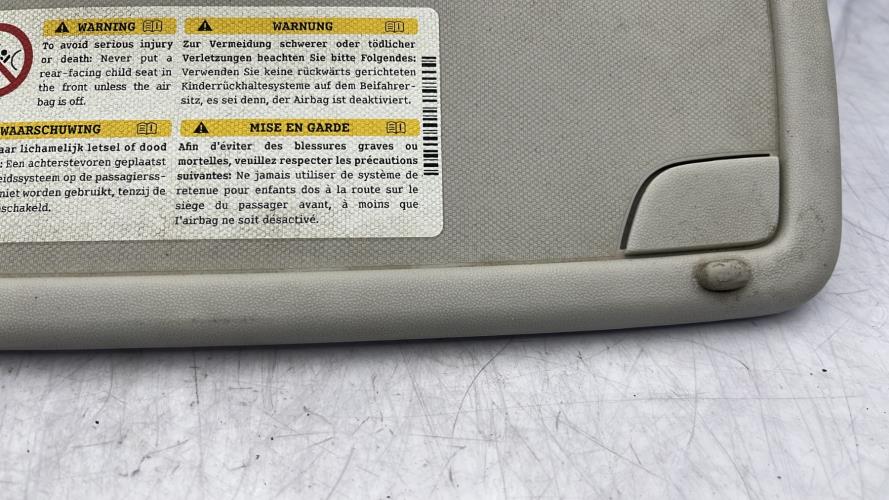 WARNING
To avoid serious injury
or death: Never put a
rear-facing child seat in
the front unless the air
bag is off.
WARNUNG
Zur Vermeidung schwerer oder tödlicher
Verletzungen beachten Sie bitte Folgendes:
Verwenden Sie keine rückwärts gerichteten
Kinderrückhaltesysteme auf dem Beifahrer-
sitz, es sei denn, der Airbag ist deaktiviert.
WAARSCHUWING
aar lichamelijk letsel of dood
: Een achterstevoren geplaatst
eidssysteem op de passagierss-
niet worden gebruikt, tenzij de
schakeld.
MISE EN GARDE
Afin d'éviter des blessures graves ou
mortelles, veuillez respecter les précautions
suivantes: Ne jamais utiliser de système de
retenue pour enfants dos à la route sur le
siège du passager avant, à moins que
l'airbag ne soit désactivé.